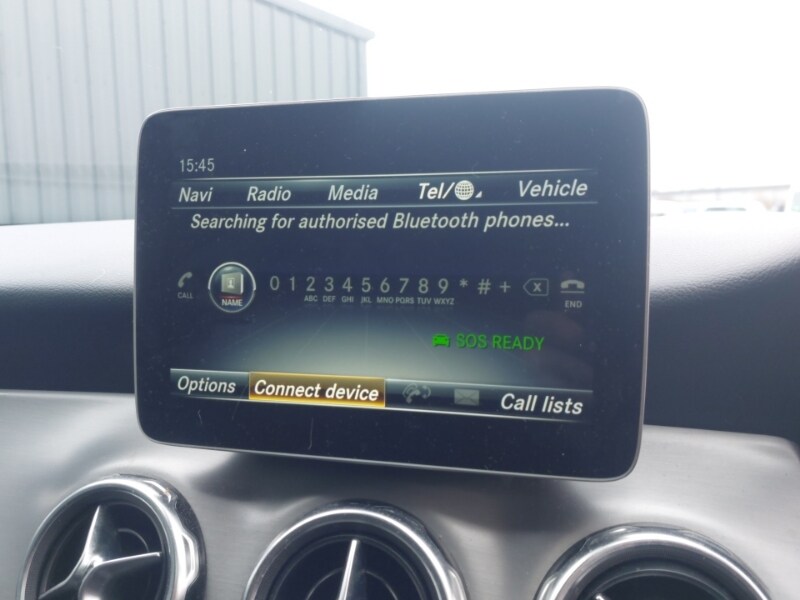 15:45
Navi Radio Media Tel/ Vehicle
Searching for authorised Bluetooth phones...
CALL NAME 0 1 2 3 4 5 6 7 8 9 * # + X END
ABC DEF GHI JKL MNO PQRS TUV WXYZ
SOS READY
Options Connect device Call lists